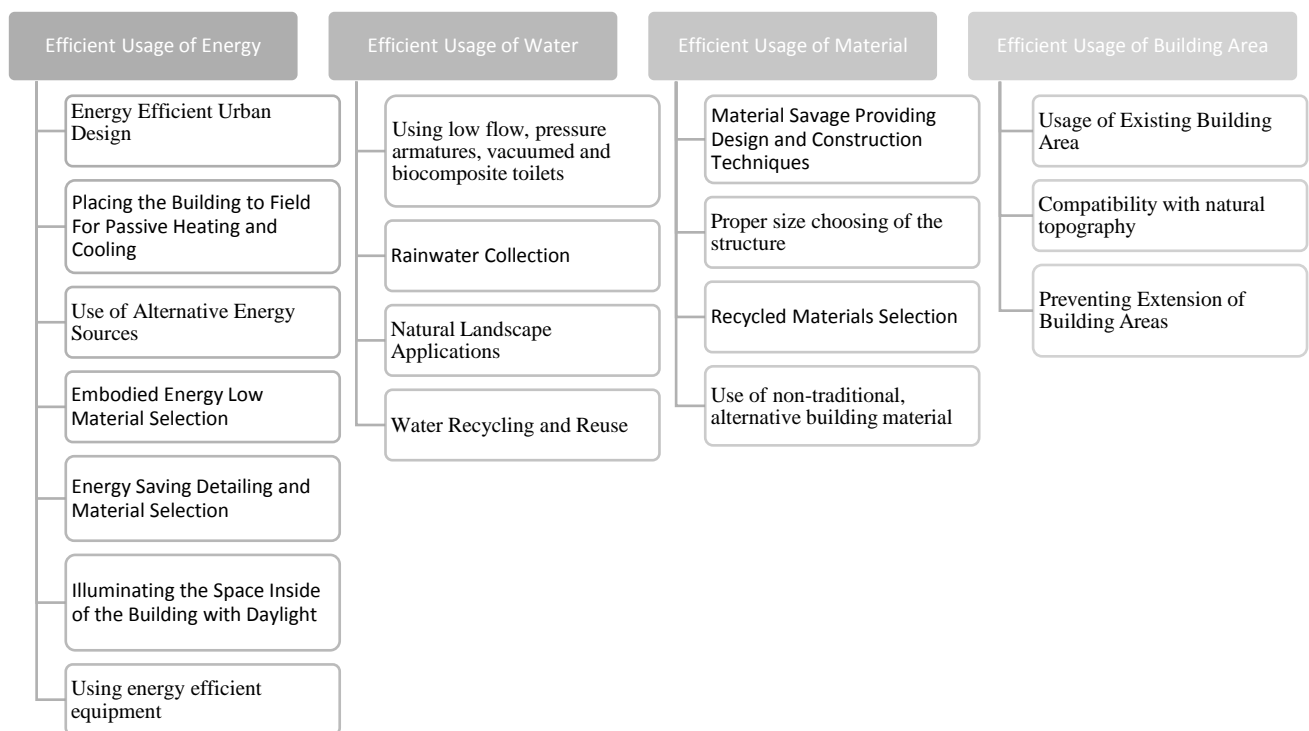 Efficient Usage of Energy
Energy Efficient Urban
Design
Placing the Building to Field
For Passive Heating and
Cooling
Use of Alternative Energy
Sources
Embodied Energy Low
Material Selection
Energy Saving Detailing and
Material Selection
Illuminating the Space Inside
of the Building with Daylight
Using energy efficient
equipment
Efficient Usage of Water
Using low flow, pressure
armatures, vacuumed and
biocomposite toilets
Rainwater Collection
Natural Landscape
Applications
Water Recycling and Reuse
Efficient Usage of Material
Material Savage Providing
Design and Construction
Techniques
Proper size choosing of the
structure
Recycled Materials Selection
Use of non-traditional,
alternative building material
Efficient Usage of Building Area
Usage of Existing Building
Area
Compatibility with natural
topography
Preventing Extension of
Building Areas